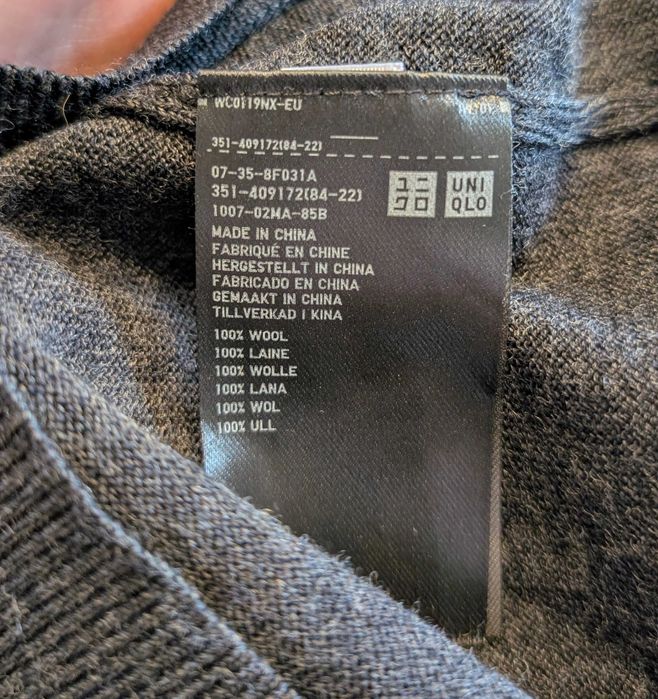 WC0119NX-EU
351-409172(84-22)
07-35-8F031A
351-409172(84-22)
1007-02MA-85B
ユニ
クロ
UNI
QLO
MADE IN CHINA
FABRIQUÉ EN CHINE
HERGESTELLT IN CHINA
FABRICADO EN CHINA
GEMAAKT IN CHINA
TILLVERKAD I KINA
100% WOOL
100% LAINE
100% WOLLE
100% LANA
100% WOL
100% ULL